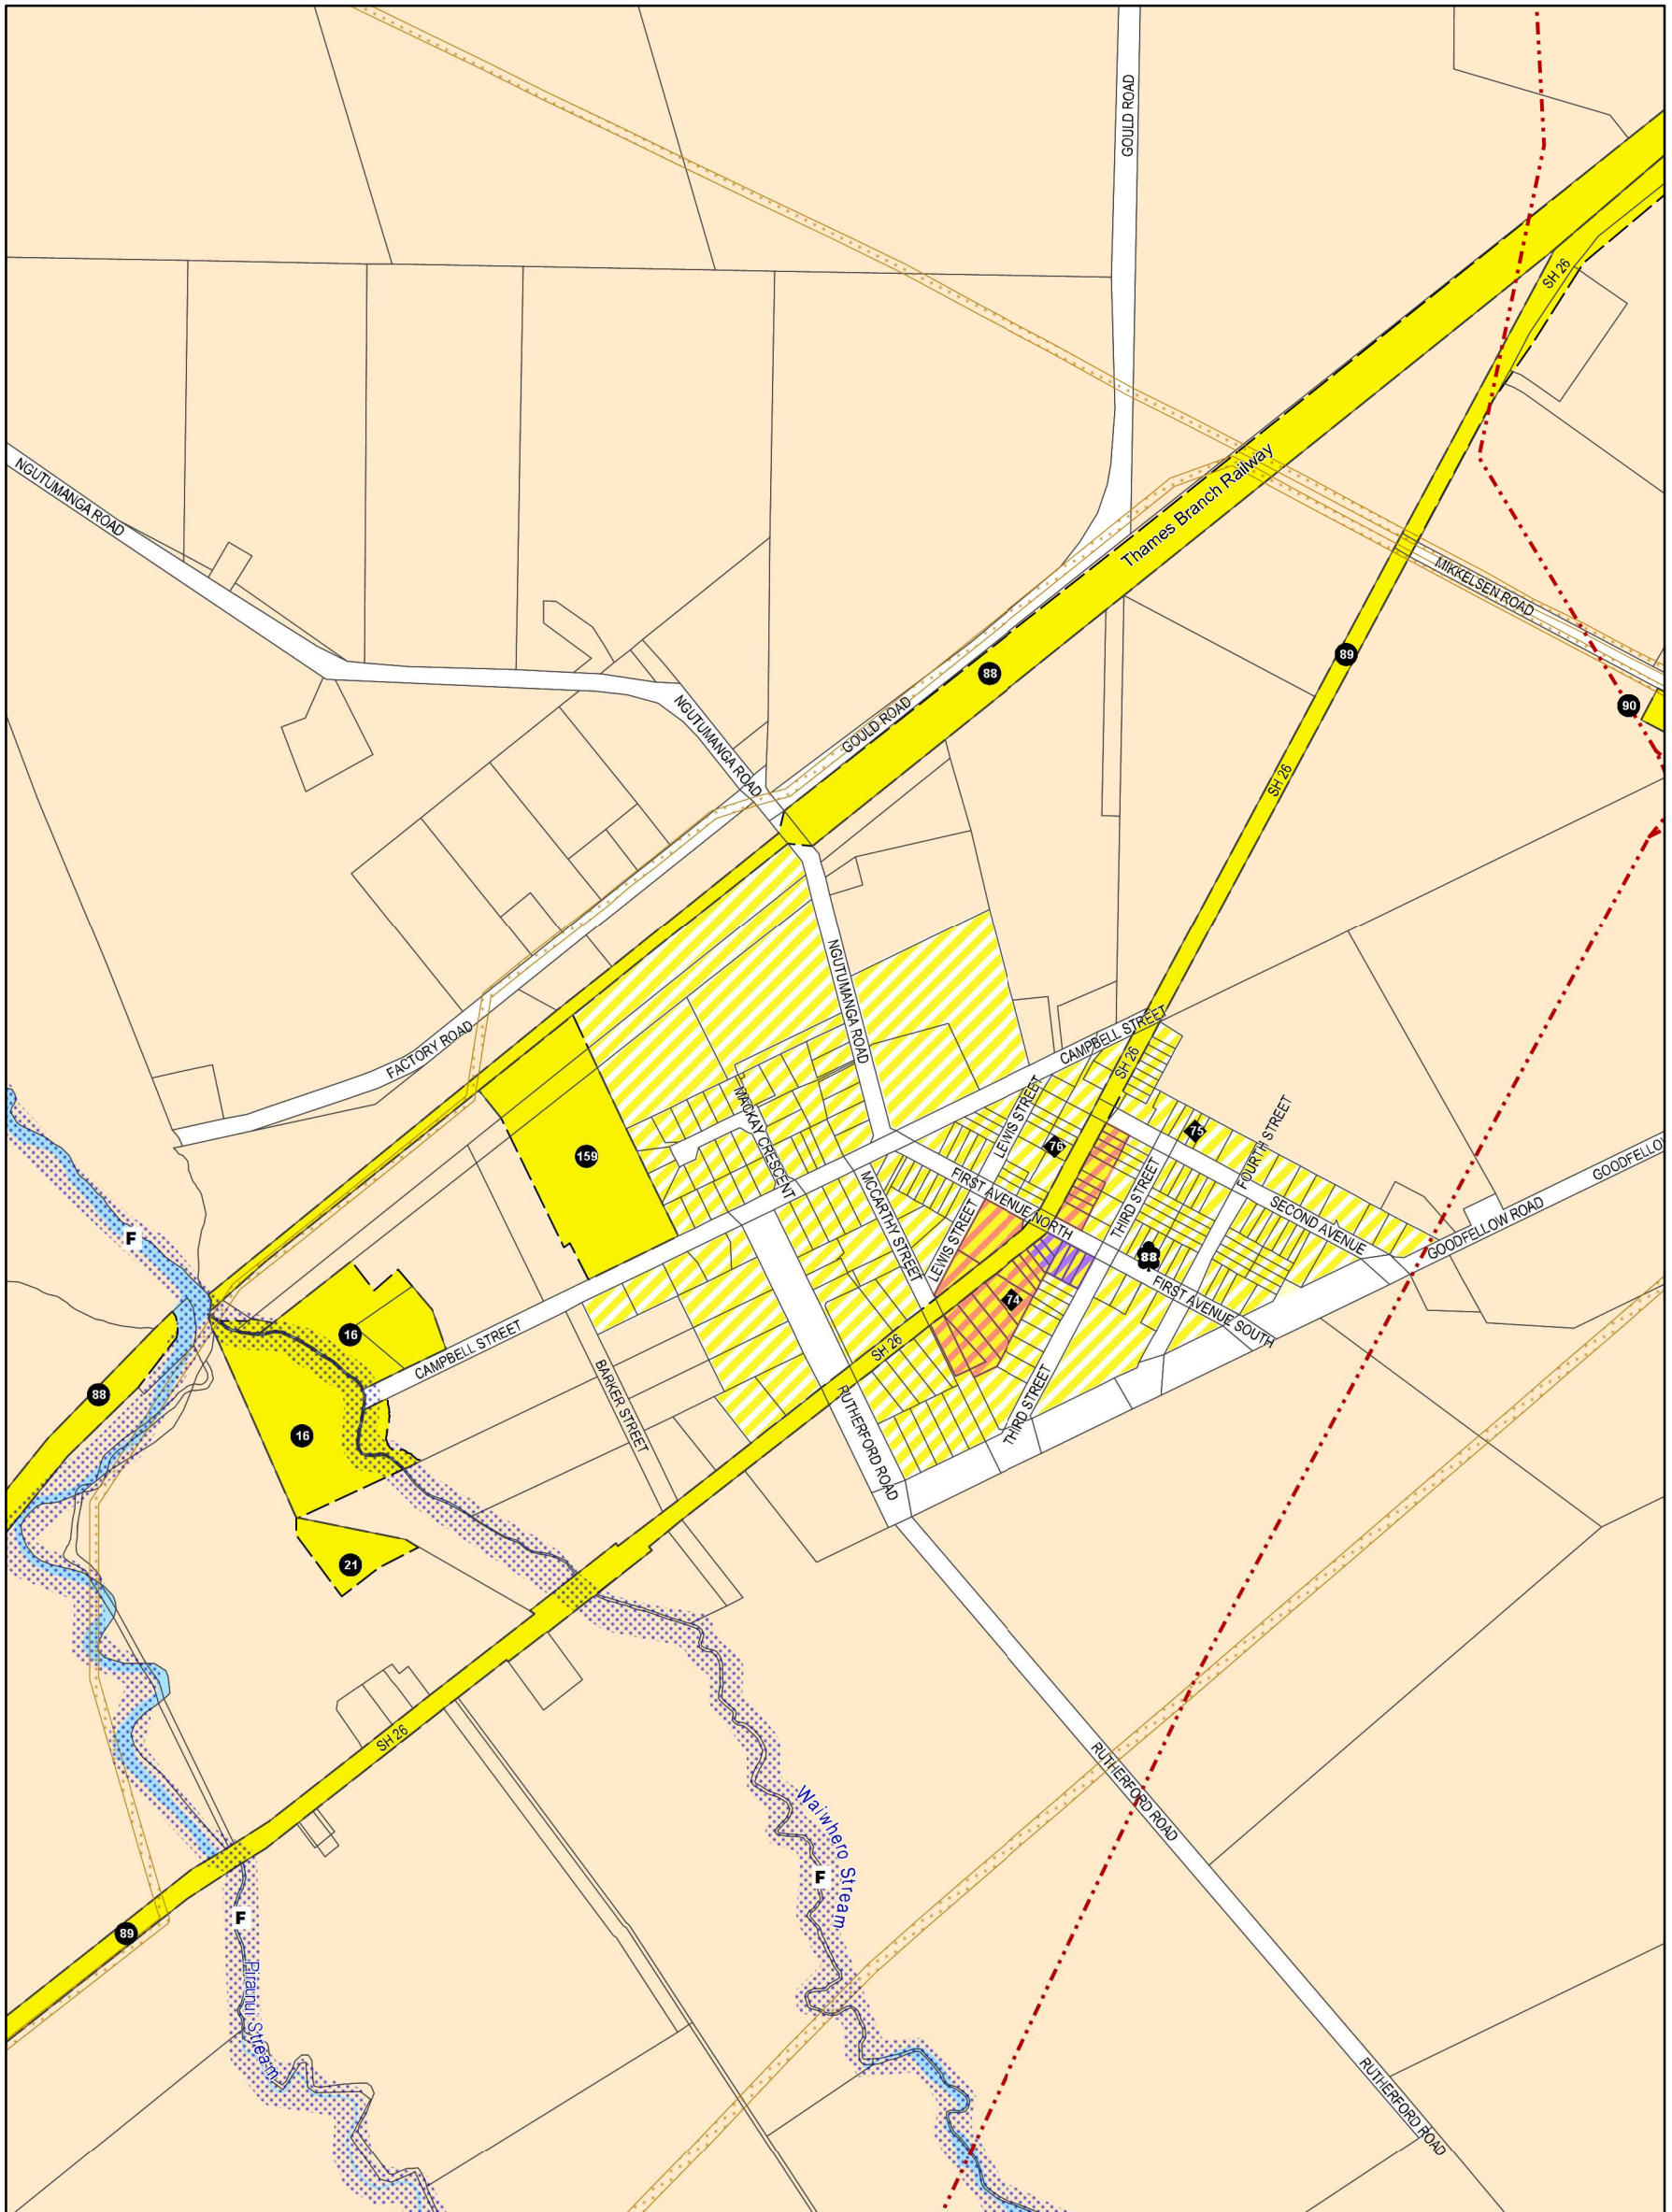 GOULD ROAD
SH 26
NGUTUMANGA ROAD
Thames Branch Railway
MIKKELSEN ROAD
89
88
90
NGUTUMANGA ROAD
GOULD ROAD
SH 26
NGUTUMANGA ROAD
FACTORY ROAD
CAMPBELL STREET
SH 26
MACKAY CRESCENT
LEWIS STREET
75
76
FOURTH STREET
159
GOODFELLO
MCCARTHY STREET
FIRST AVENUE NORTH
THIRD STREET
SECOND AVENUE
GOODFELLOW ROAD
F
LEWIS STREET
88
74
FIRST AVENUE SOUTH
16
CAMPBELL STREET
SH 26
88
BARKER STREET
RUTHERFORD ROAD
THIRD STREET
16
21
SH 26
RUTHERFORD ROAD
Waiwhero Stream
F
F
89
Piraunui Stream
RUTHERFORD ROAD